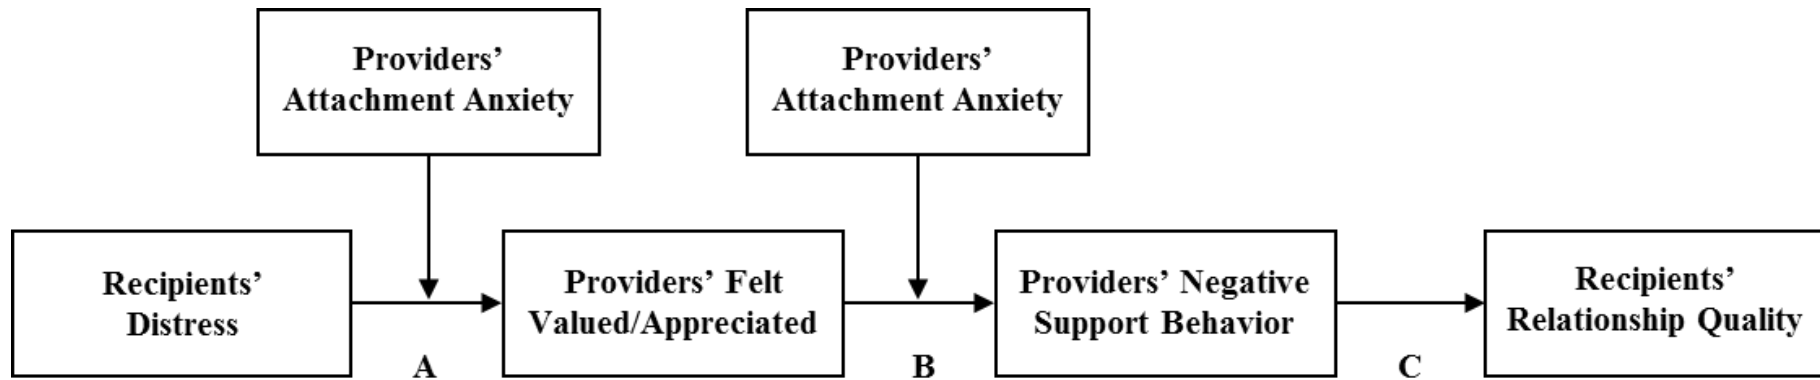 Providers’
Attachment Anxiety
Providers’
Attachment Anxiety
Recipients’
Distress
Providers’ Felt
Valued/Appreciated
Providers’ Negative
Support Behavior
Recipients’
Relationship Quality
A
B
C